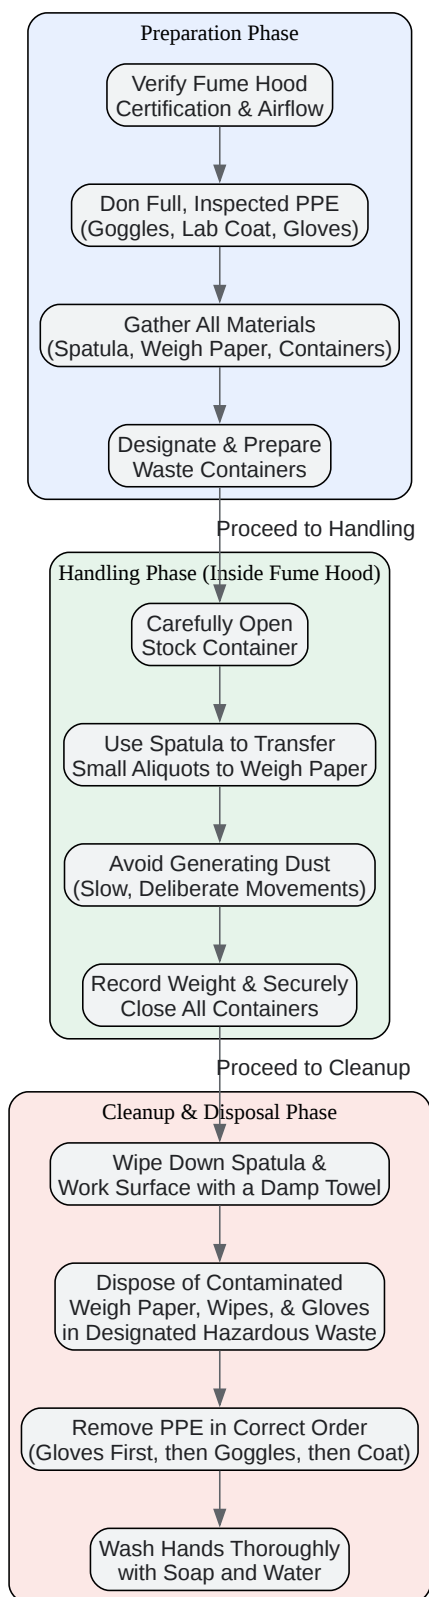 Preparation Phase
Verify Fume Hood
Certification & Airflow
Don Full, Inspected PPE
(Goggles, Lab Coat, Gloves)
Gather All Materials
(Spatula, Weigh Paper, Containers)
Designate & Prepare
Waste Containers
Proceed to Handling
Handling Phase (Inside Fume Hood)
Carefully Open
Stock Container
Use Spatula to Transfer
Small Aliquots to Weigh Paper
Avoid Generating Dust
(Slow, Deliberate Movements)
Record Weight & Securely
Close All Containers
Proceed to Cleanup
Cleanup & Disposal Phase
Wipe Down Spatula &
Work Surface with a Damp Towel
Dispose of Contaminated
Weigh Paper, Wipes, & Gloves
in Designated Hazardous Waste
Remove PPE in Correct Order
(Gloves First, then Goggles, then Coat)
Wash Hands Thoroughly
with Soap and Water